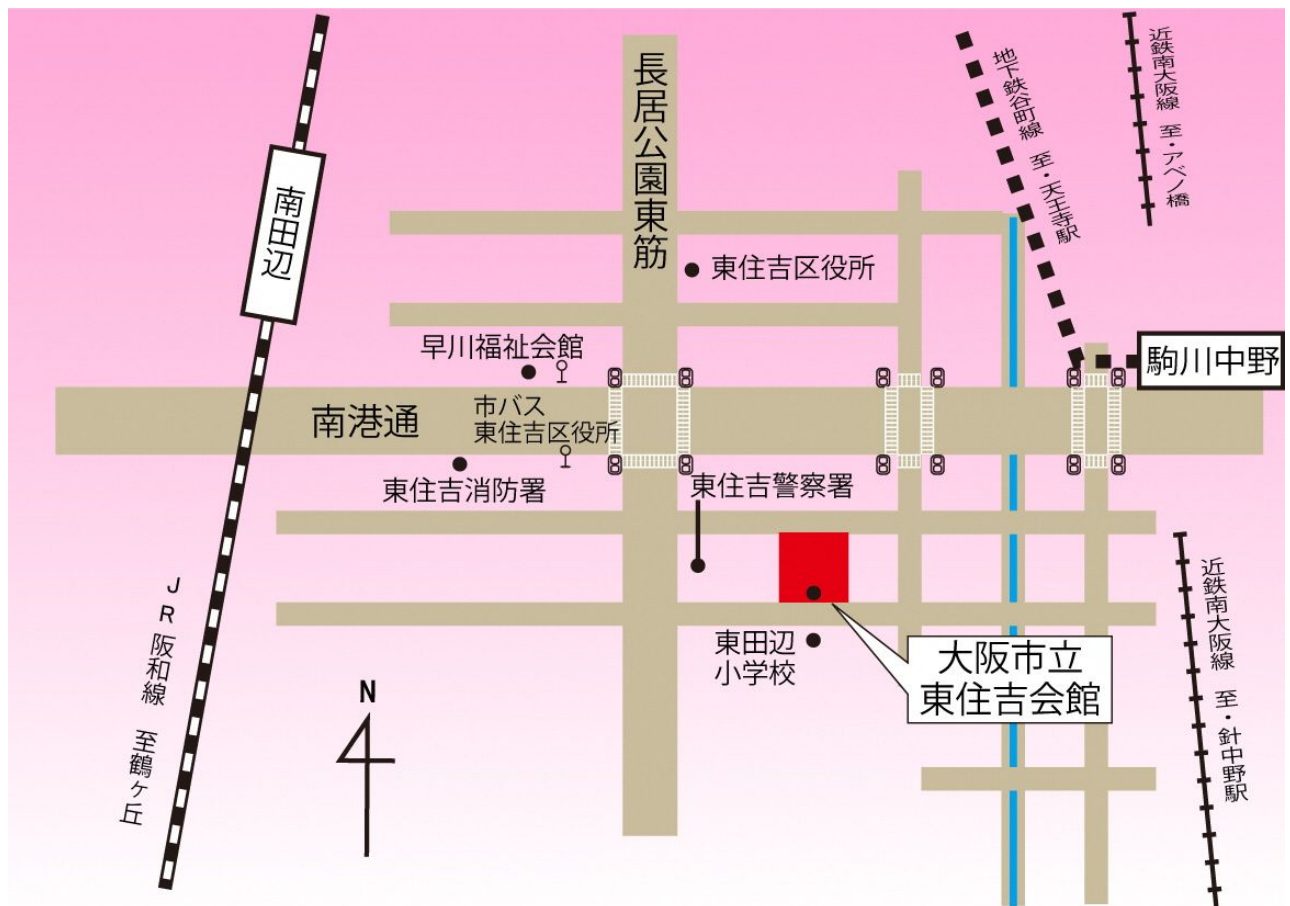 長居公園東筋
地下鉄谷町線 至・天王寺駅
近鉄南大阪線 至・アベノ橋
南田辺
東住吉区役所
早川福祉会館
駒川中野
南港通
市バス
東住吉区役所
東住吉消防署
東住吉警察署
JR阪和線 至鶴ヶ丘
近鉄南大阪線 至・針中野駅
東田辺
小学校
大阪市立
東住吉会館
N